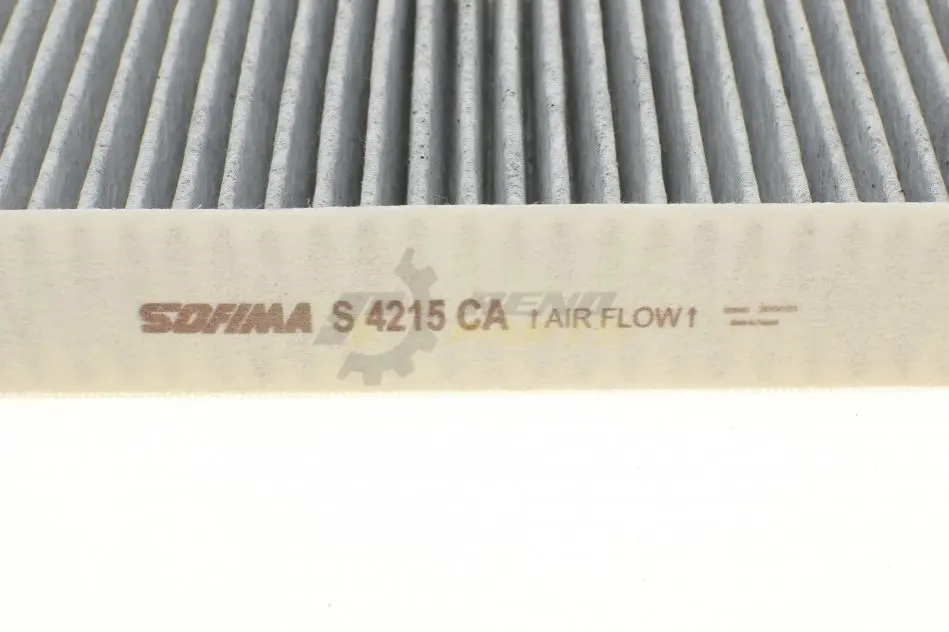 SOFIMA S 4215 CA ↑ AIR FLOW ↑